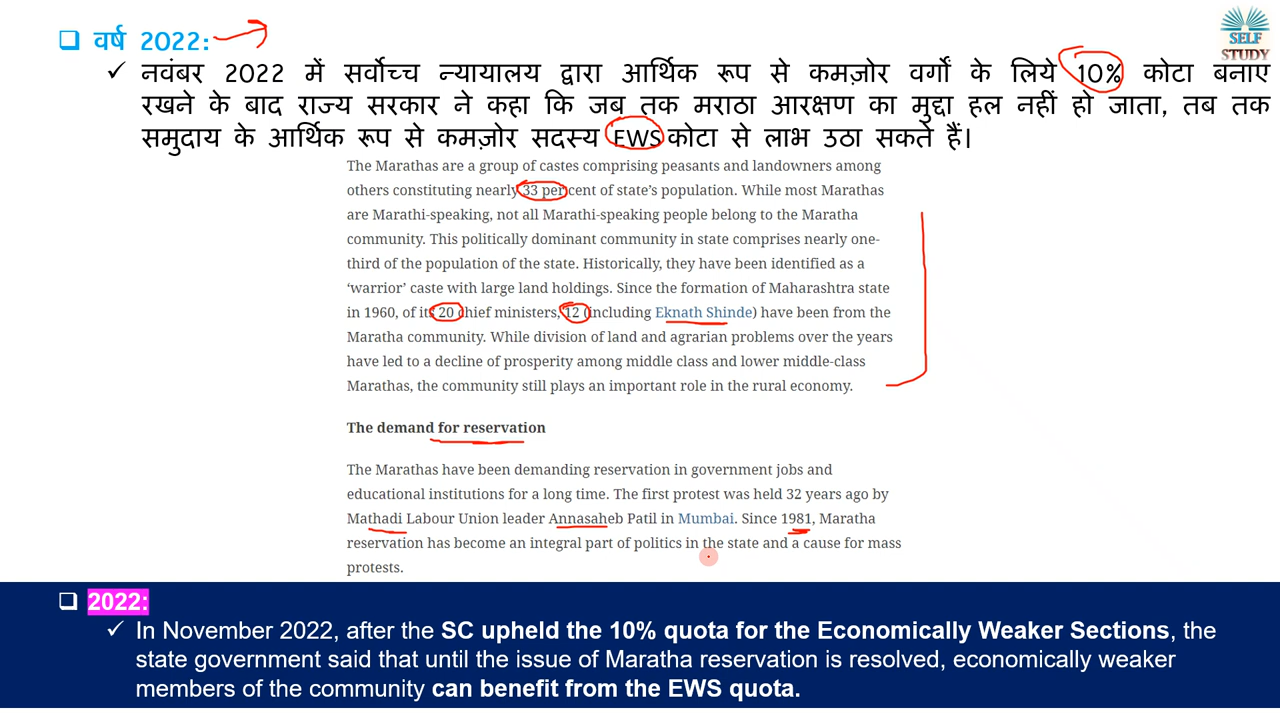 SELF
STUDY
❑ वर्ष 2022:
✓ नवंबर 2022 में सर्वोच्च न्यायालय द्वारा आर्थिक रूप से कमज़ोर वर्गों के लिये 10% कोटा बनाए
रखने के बाद राज्य सरकार ने कहा कि जब तक मराठा आरक्षण का मुद्दा हल नहीं हो जाता, तब तक
समुदाय के आर्थिक रूप से कमज़ोर सदस्य EWS कोटा से लाभ उठा सकते हैं।
The Marathas are a group of castes comprising peasants and landowners among
others constituting nearly 33 per cent of state’s population. While most Marathas
are Marathi-speaking, not all Marathi-speaking people belong to the Maratha
community. This politically dominant community in state comprises nearly one-
third of the population of the state. Historically, they have been identified as a
‘warrior’ caste with large land holdings. Since the formation of Maharashtra state
in 1960, of its 20 chief ministers, 12 (including Eknath Shinde) have been from the
Maratha community. While division of land and agrarian problems over the years
have led to a decline of prosperity among middle class and lower middle-class
Marathas, the community still plays an important role in the rural economy.
The demand for reservation
The Marathas have been demanding reservation in government jobs and
educational institutions for a long time. The first protest was held 32 years ago by
Mathadi Labour Union leader Annasaheb Patil in Mumbai. Since 1981, Maratha
reservation has become an integral part of politics in the state and a cause for mass
protests.
❑ 2022:
✓ In November 2022, after the SC upheld the 10% quota for the Economically Weaker Sections, the
state government said that until the issue of Maratha reservation is resolved, economically weaker
members of the community can benefit from the EWS quota.